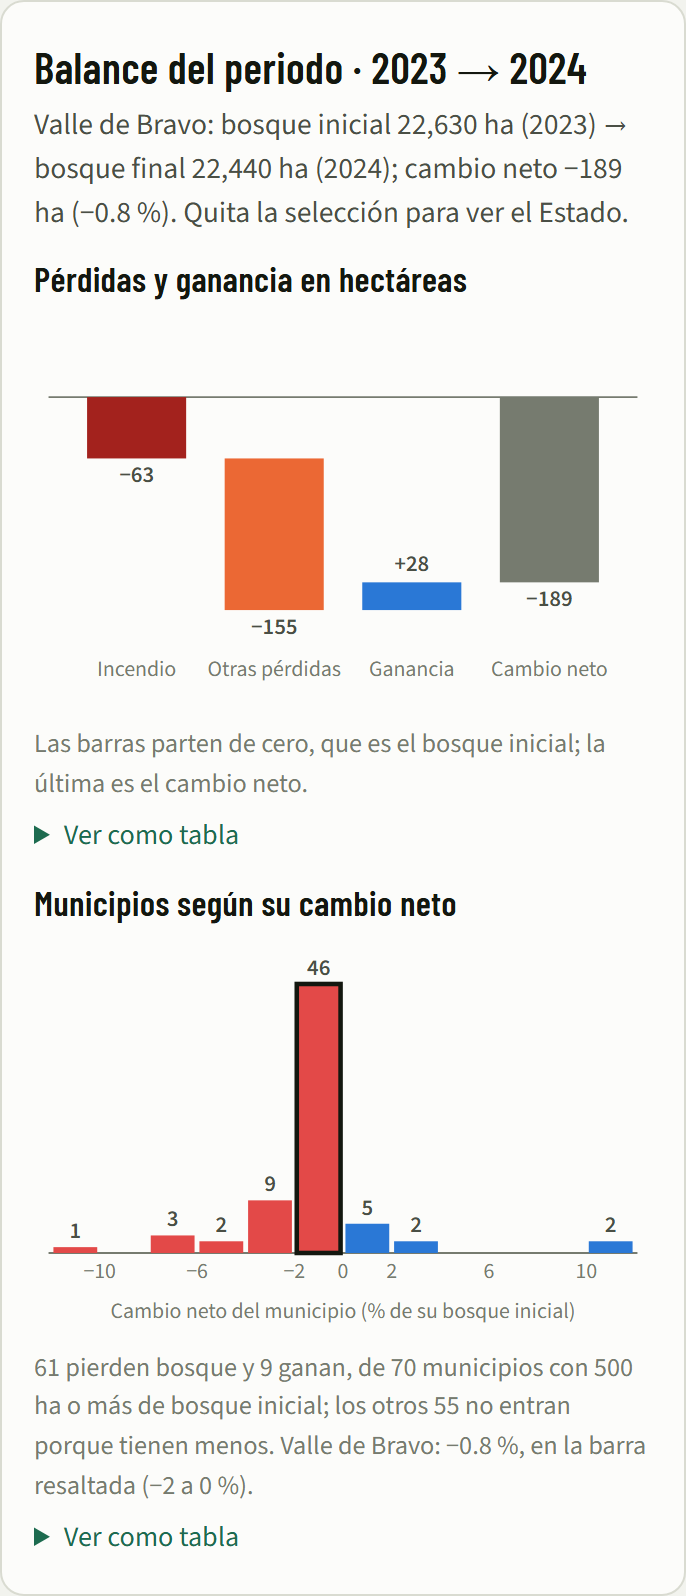 Balance del periodo · 2023 → 2024
Valle de Bravo: bosque inicial 22,630 ha (2023) →
bosque final 22,440 ha (2024); cambio neto −189
ha (−0.8 %). Quita la selección para ver el Estado.
Pérdidas y ganancia en hectáreas
−63
+28
−189
−155
Incendio Otras pérdidas Ganancia Cambio neto
Las barras parten de cero, que es el bosque inicial; la
última es el cambio neto.
▶ Ver como tabla
Municipios según su cambio neto
46
9
5
3
2
2
2
1
−10 −6 −2 0 2 6 10
Cambio neto del municipio (% de su bosque inicial)
61 pierden bosque y 9 ganan, de 70 municipios con 500
ha o más de bosque inicial; los otros 55 no entran
porque tienen menos. Valle de Bravo: −0.8 %, en la barra
resaltada (−2 a 0 %).
▶ Ver como tabla